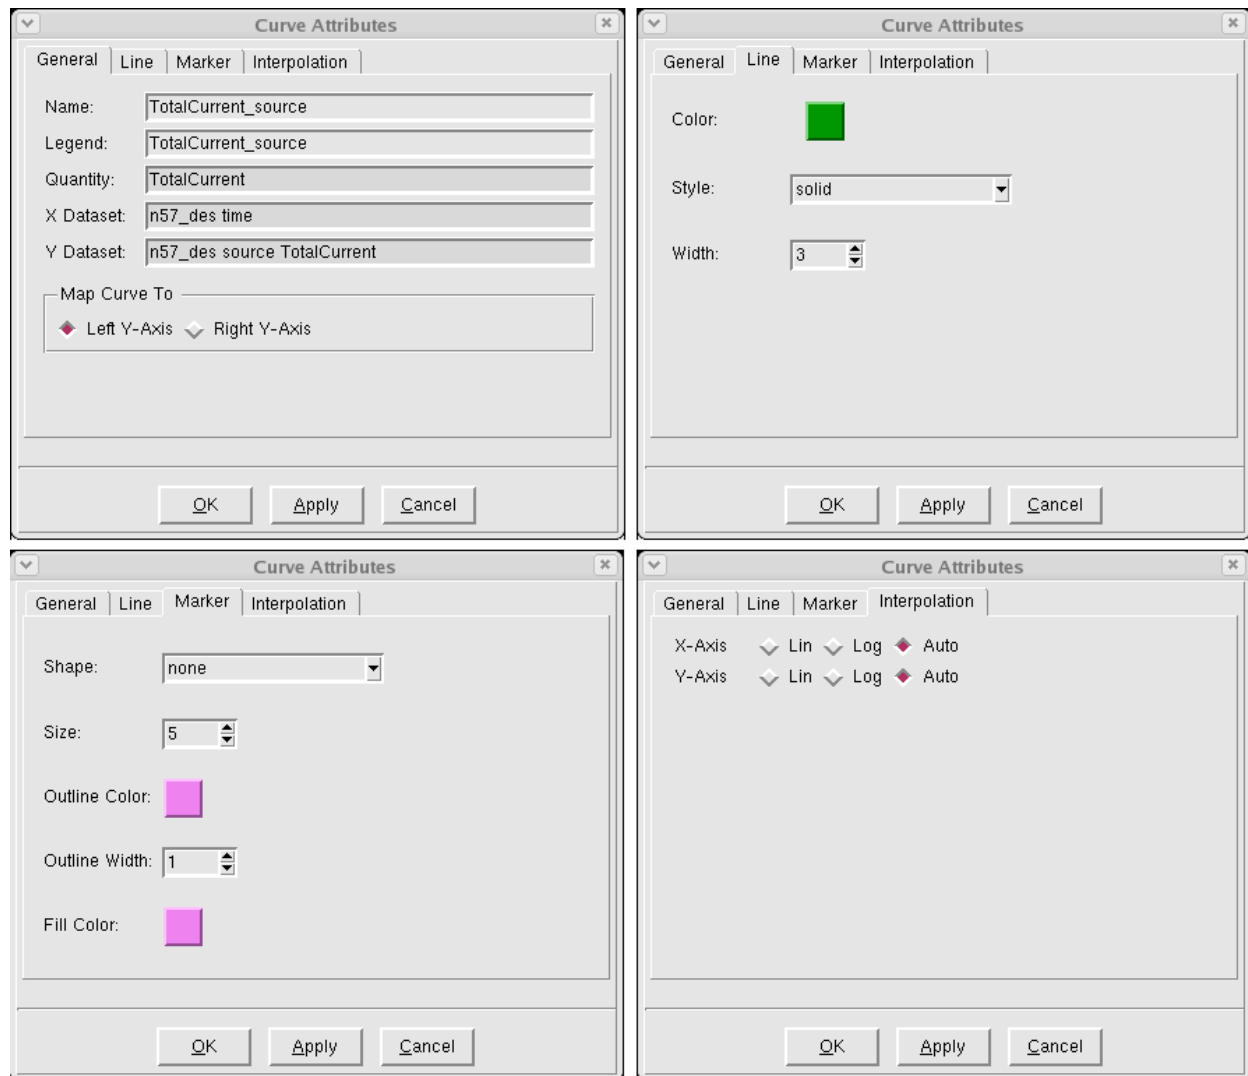 Curve Attributes
General Line Marker Interpolation
Name: TotalCurrent_source
Legend: TotalCurrent_source
Quantity: TotalCurrent
X Dataset: n57_des time
Y Dataset: n57_des source TotalCurrent
Map Curve To
Left Y-Axis Right Y-Axis
OK Apply Cancel
Curve Attributes
General Line Marker Interpolation
Color:
Style: solid
Width: 3
OK Apply Cancel
Curve Attributes
General Line Marker Interpolation
Shape: none
Size: 5
Outline Color:
Outline Width: 1
Fill Color:
OK Apply Cancel
Curve Attributes
General Line Marker Interpolation
X-Axis Lin Log Auto
Y-Axis Lin Log Auto
OK Apply Cancel